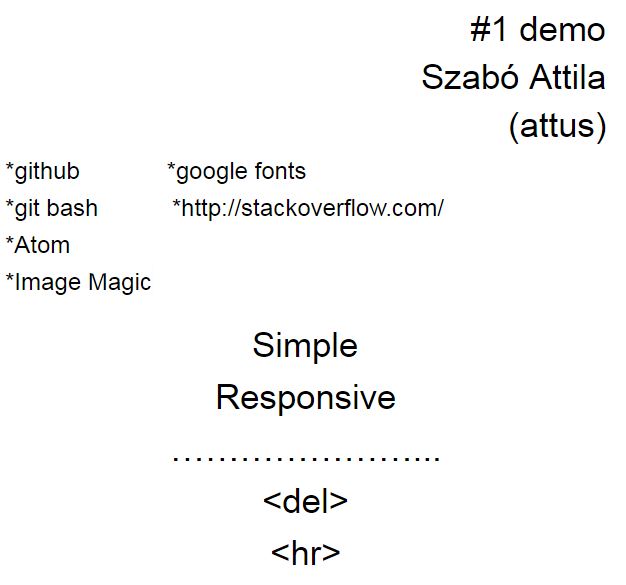 #1 demo
Szabó Attila
(attus)
*github *google fonts
*git bash *http://stackoverflow.com/
*Atom
*Image Magic
Simple
Responsive
……………………...
<del>
<hr>